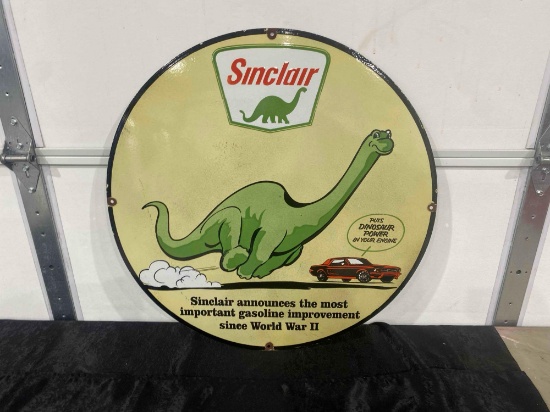 Sinclair
PUTS
DINOSAUR
POWER
IN YOUR ENGINE
Sinclair announces the most
important gasoline improvement
since World War II